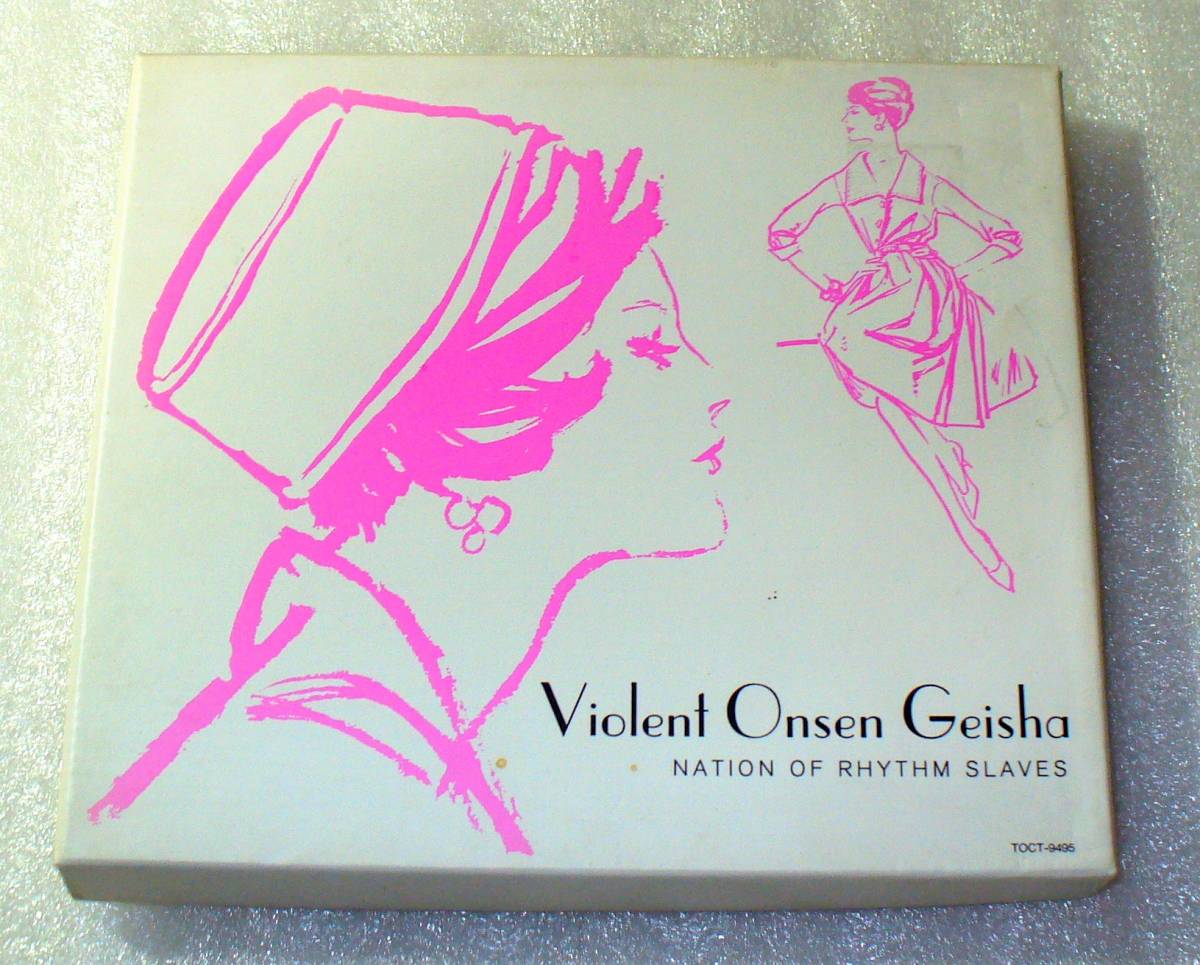 Violent Onsen Geisha
NATION OF RHYTHM SLAVES
TOCT-9495